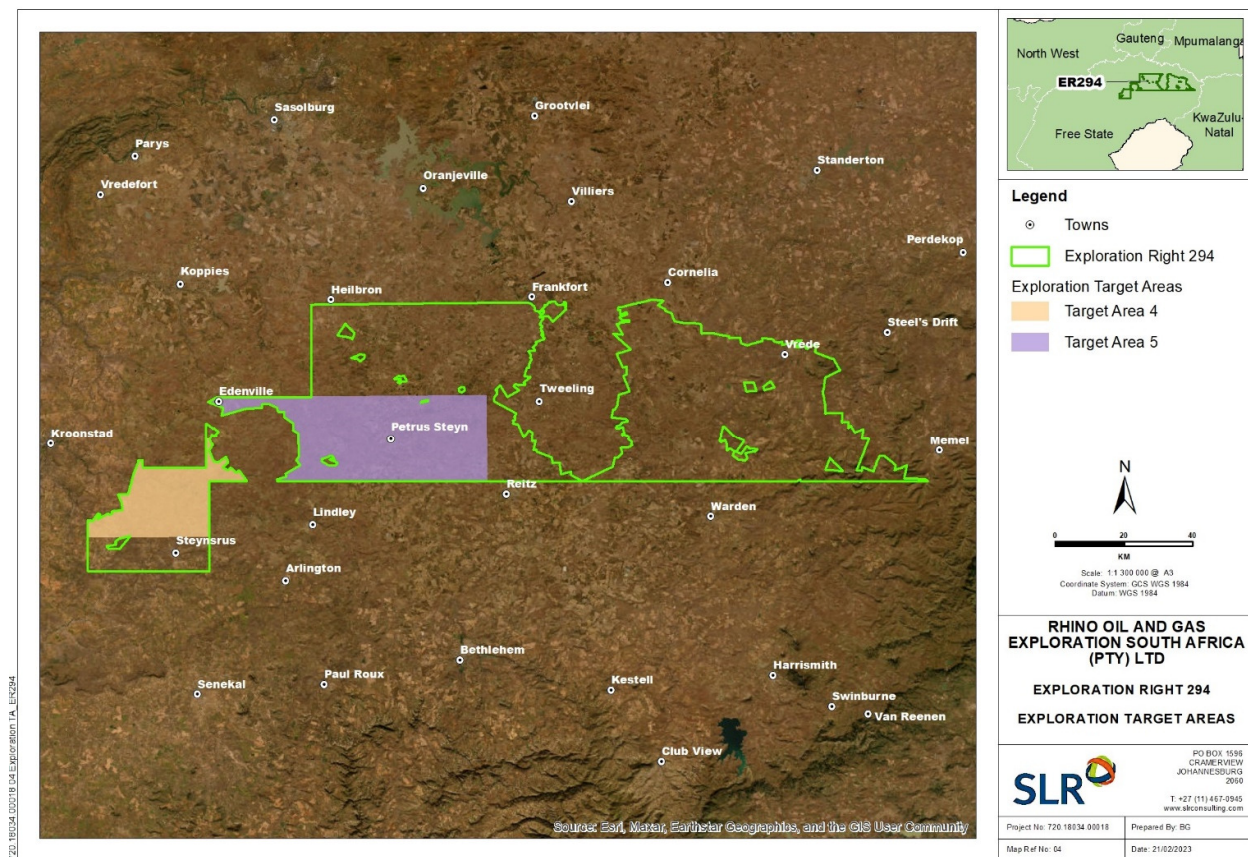 Sasolburg
Grootvlei
Parys
Standerton
Oranjeville
Vredefort
Villiers
Perdekop
Koppies
Cornelia
Heilbron
Frankfort
Steel's Drift
Vrede
Edenville
Tweeling
Kroonstad
Petrus Steyn
Memel
Reitz
Warden
Lindley
Steynsrus
Arlington
Bethlehem
Paul Roux
Harrismith
Senekal
Kestell
Swinburne
Van Reenen
Club View
Source: Esri, Maxar, Earthstar Geographics, and the GIS User Community
720.18034.00018 04 Exploration TA_ER294
Gauteng
Mpumalanga
North West
ER294
KwaZulu-
Natal
Free State
Legend
Towns
Exploration Right 294
Exploration Target Areas
Target Area 4
Target Area 5
N
0 20 40
KM
Scale: 1:1 300 000 @ A3
Coordinate System: GCS WGS 1984
Datum: WGS 1984
RHINO OIL AND GAS
EXPLORATION SOUTH AFRICA
(PTY) LTD
EXPLORATION RIGHT 294
EXPLORATION TARGET AREAS
SLR
PO BOX 1596
CRAMERVIEW
JOHANNESBURG
2060
T: +27 (11) 467-0945
www.slrconsulting.com
Project No: 720.18034.00018
Prepared By: BG
Map Ref No: 04
Date: 21/02/2023